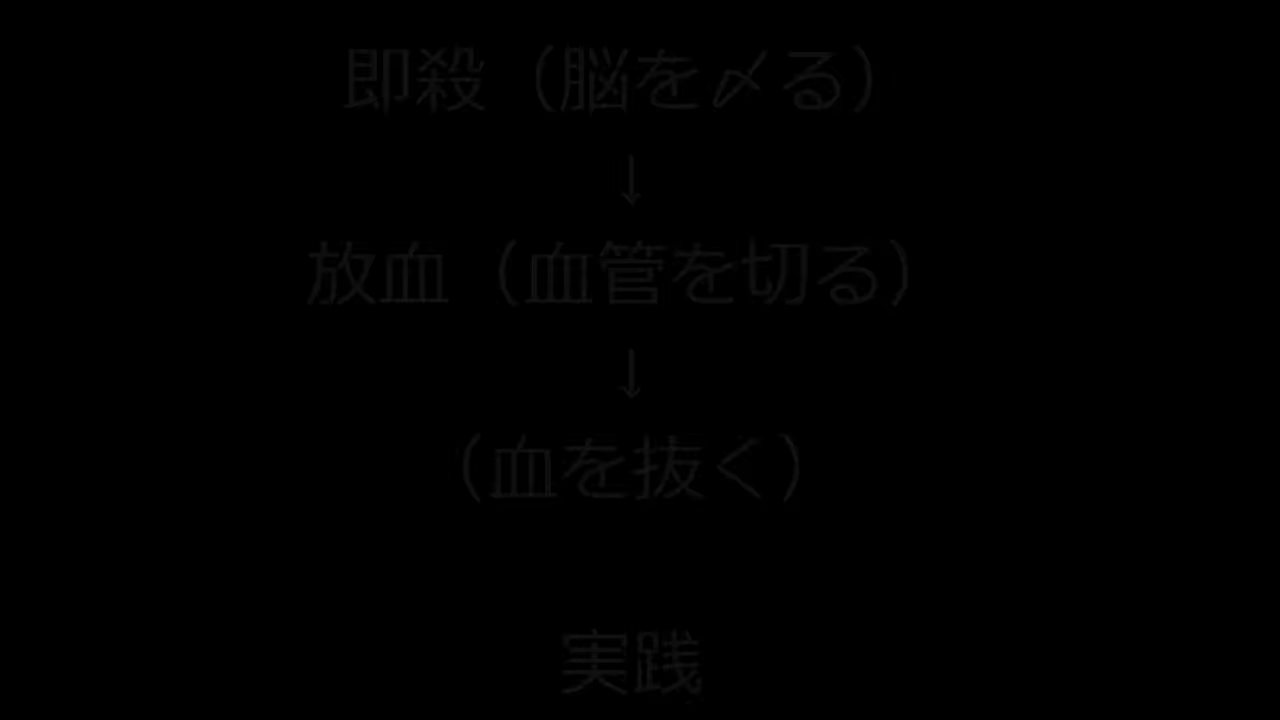 即殺（脳を〆る）
↓
放血（血管を切る）
↓
（血を抜く）
実践